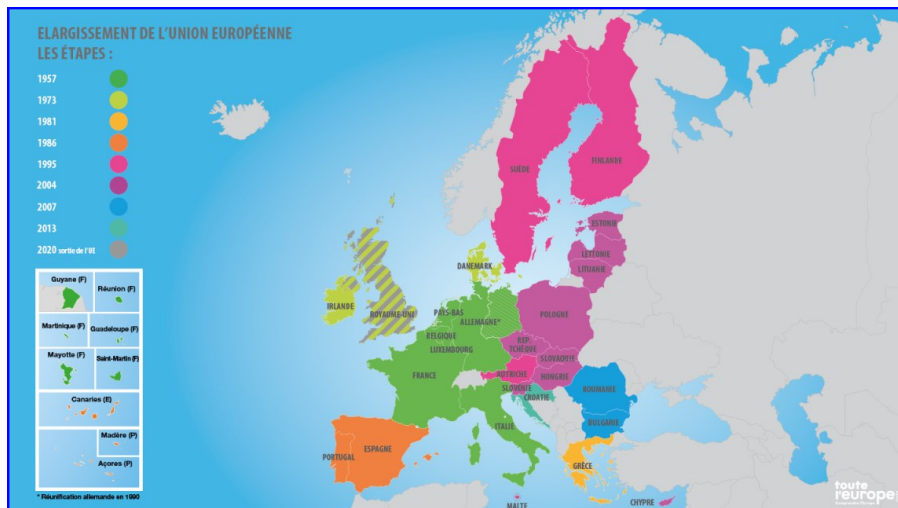 ELARGISSEMENT DE L'UNION EUROPÉENNE
LES ÉTAPES :
1957
1973
1981
1986
1995
2004
2007
2013
2020 sortie de l'UE
Guyane (F)
Réunion (F)
Martinique (F)
Guadeloupe (F)
Mayotte (F)
Saint-Martin (F)
Canaries (E)
Madère (P)
Açores (P)
* Réunification allemande en 1990
SUÈDE
FINLANDE
ESTONIE
LETTONIE
LITUANIE
DANEMARK
IRLANDE
ROYAUME-UNI
PAYS-BAS
ALLEMAGNE*
POLOGNE
BELGIQUE
LUXEMBOURG
RÉP.
TCHÈQUE
SLOVAQUIE
FRANCE
AUTRICHE
HONGRIE
SLOVÉNIE
CROATIE
ROUMANIE
BULGARIE
ITALIE
PORTUGAL
ESPAGNE
GRÈCE
MALTE
CHYPRE
toute
l'europe